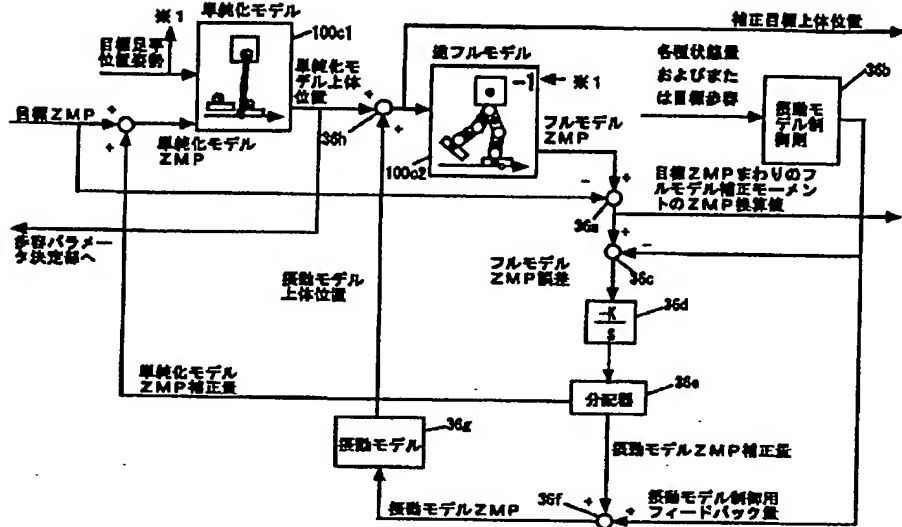 ※1
単純化モデル
100c1
目標足平
位置姿勢
単純化モ
デル上体
位置
補正目標上体位置
逆フルモデル
-1
※1
各種状態量
およびまた
は目標歩容
36b
振動モ
デル制
御則
目標ZMP
+
+
単純化モデル
ZMP
+
+
36h
100c2
フルモデル
ZMP
-
+
36a
目標ZMPまわりのフ
ルモデル補正モーメン
トのZMP換算値
歩容パラメー
タ決定部へ
振動モデル
上体位置
+
-
36c
フルモデル
ZMP誤差
-K
S
36d
単純化モデル
ZMP補正量
分配器
36e
振動モデル
36g
振動モデルZMP補正量
振動モデルZMP
36f
+
+
振動モデル制御用
フィードバック量